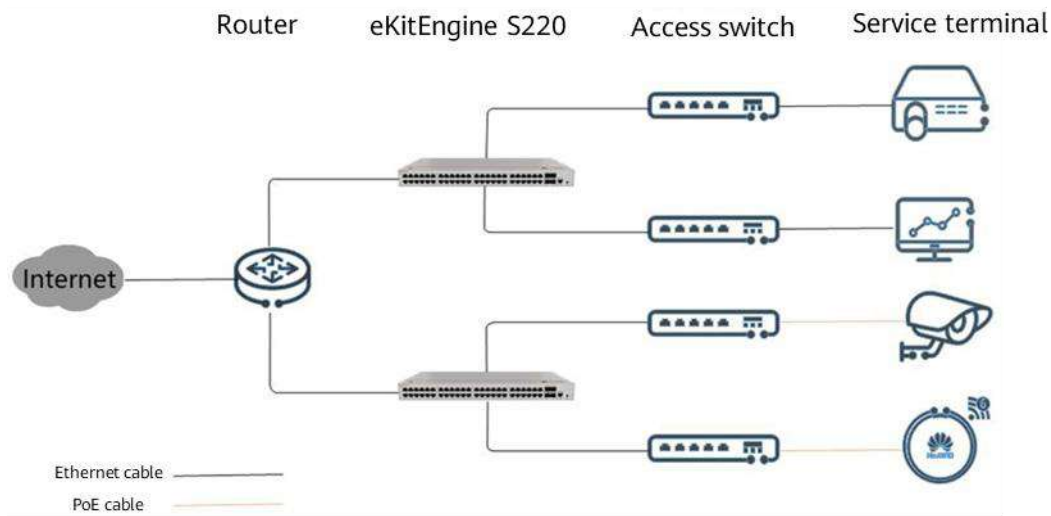 Router
eKitEngine S220
Access switch
Service terminal
Internet
Ethernet cable
PoE cable